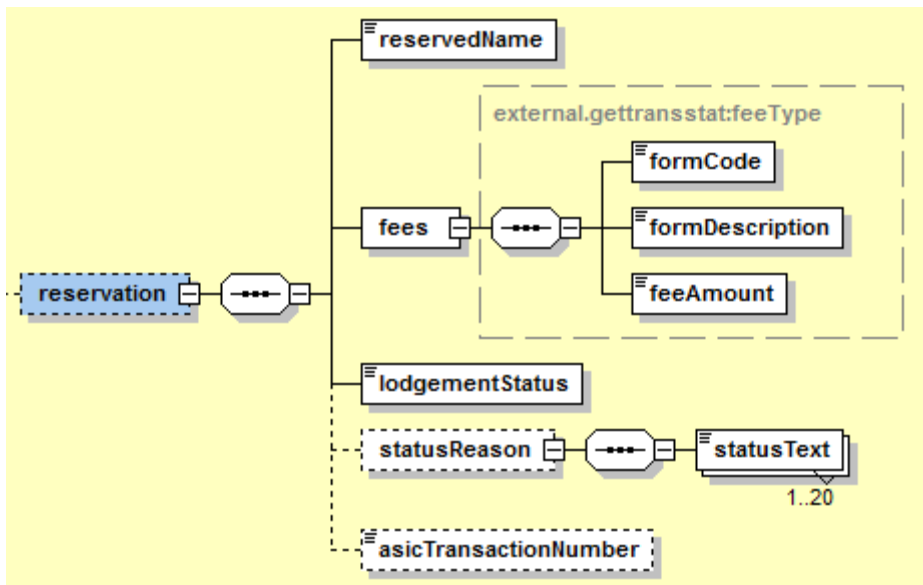 reservedName
external.gettransstat:feeType
formCode
fees
formDescription
reservation
feeAmount
lodgementStatus
statusReason
statusText
1..20
asicTransactionNumber